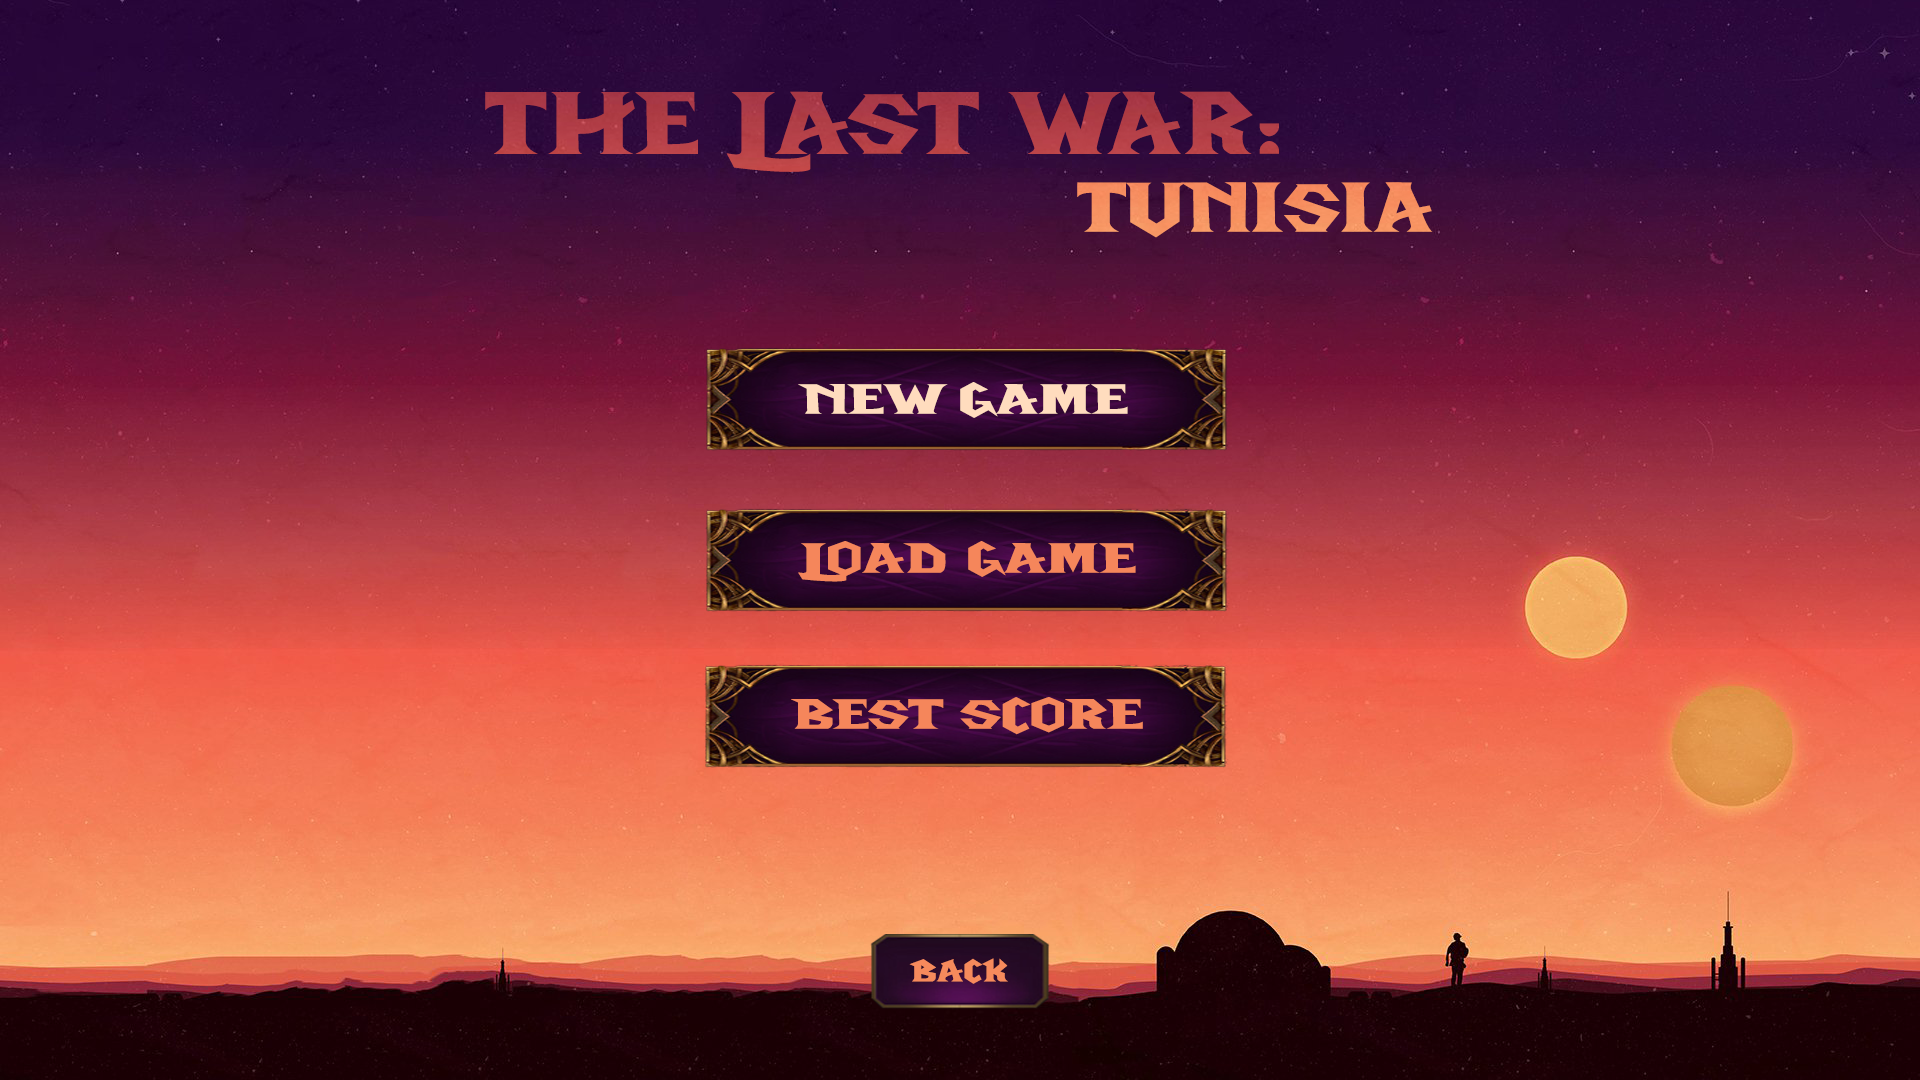 THE LAST WAR:
TUNISIA
NEW GAME
LOAD GAME
BEST SCORE
BACK